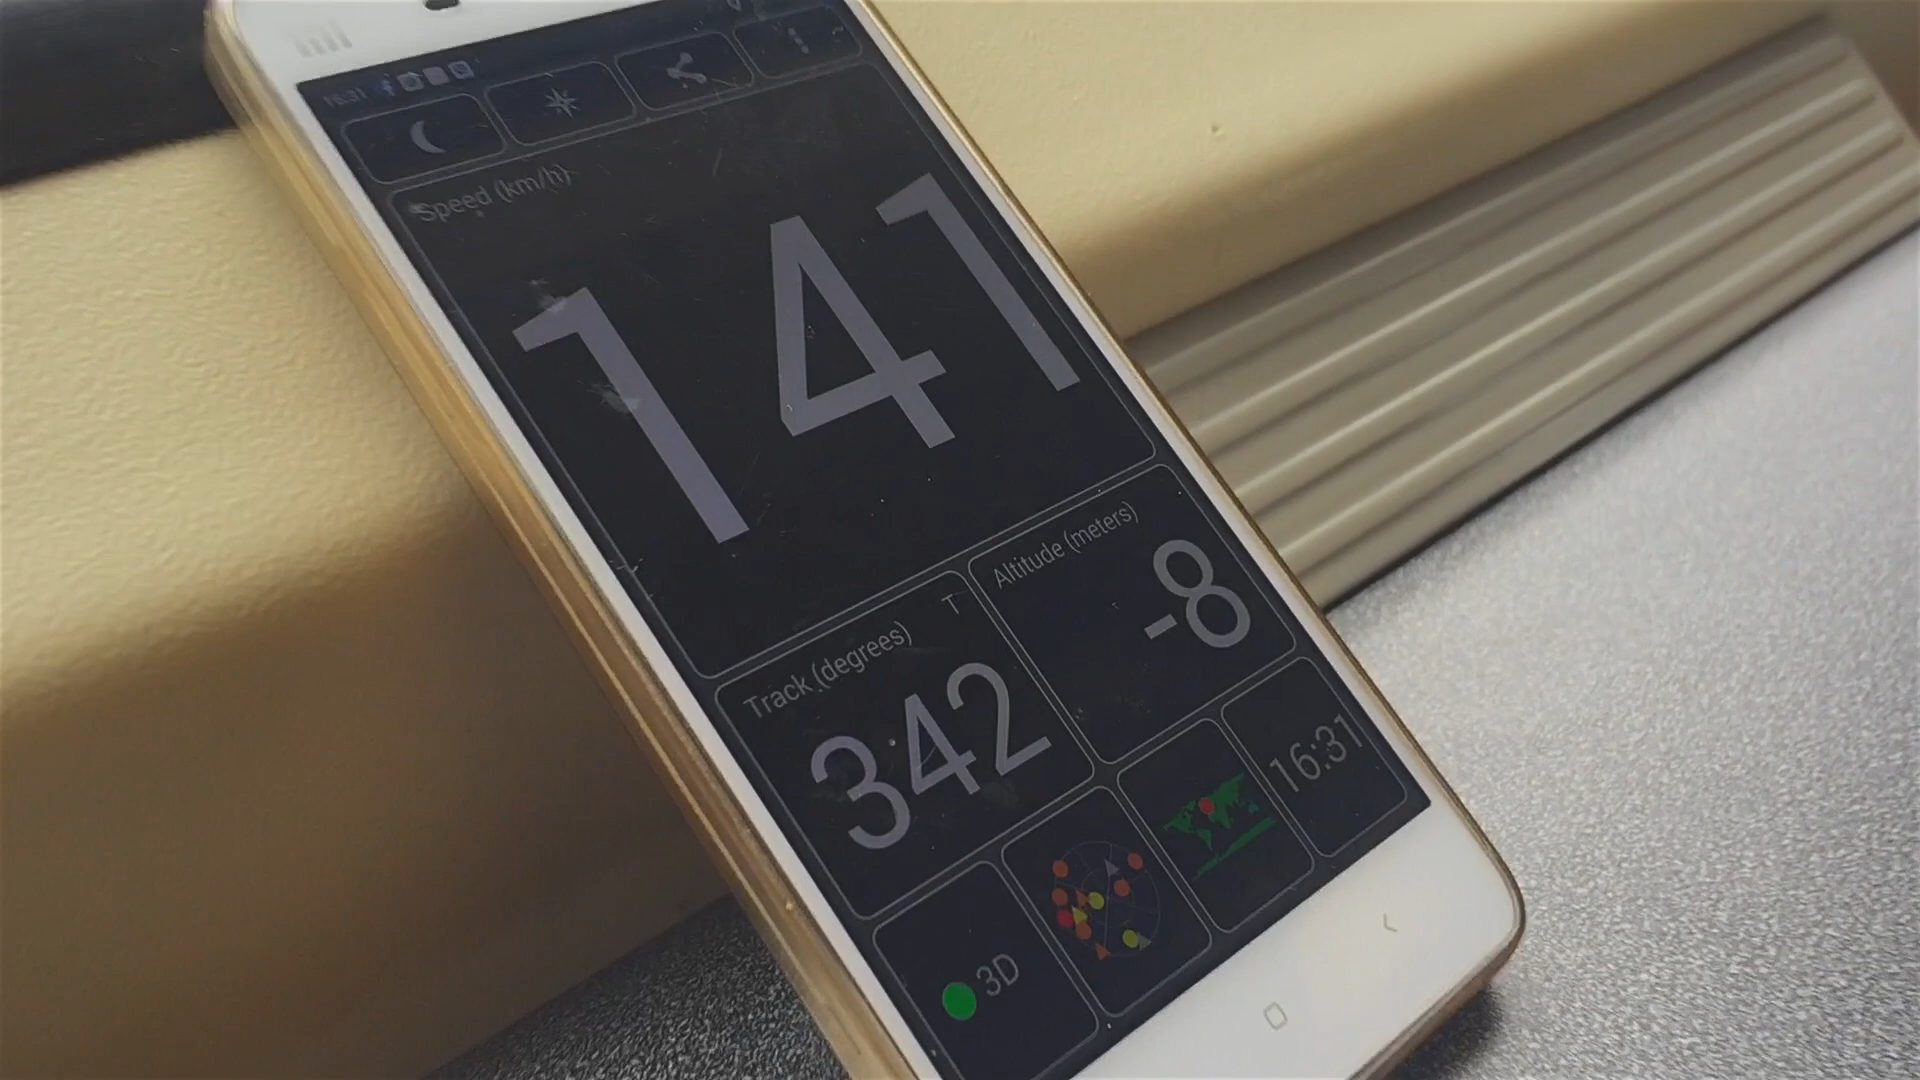 16:31
Speed (km/h)
141
Track (degrees)
T
342
Altitude (meters)
-8
3D
16:31